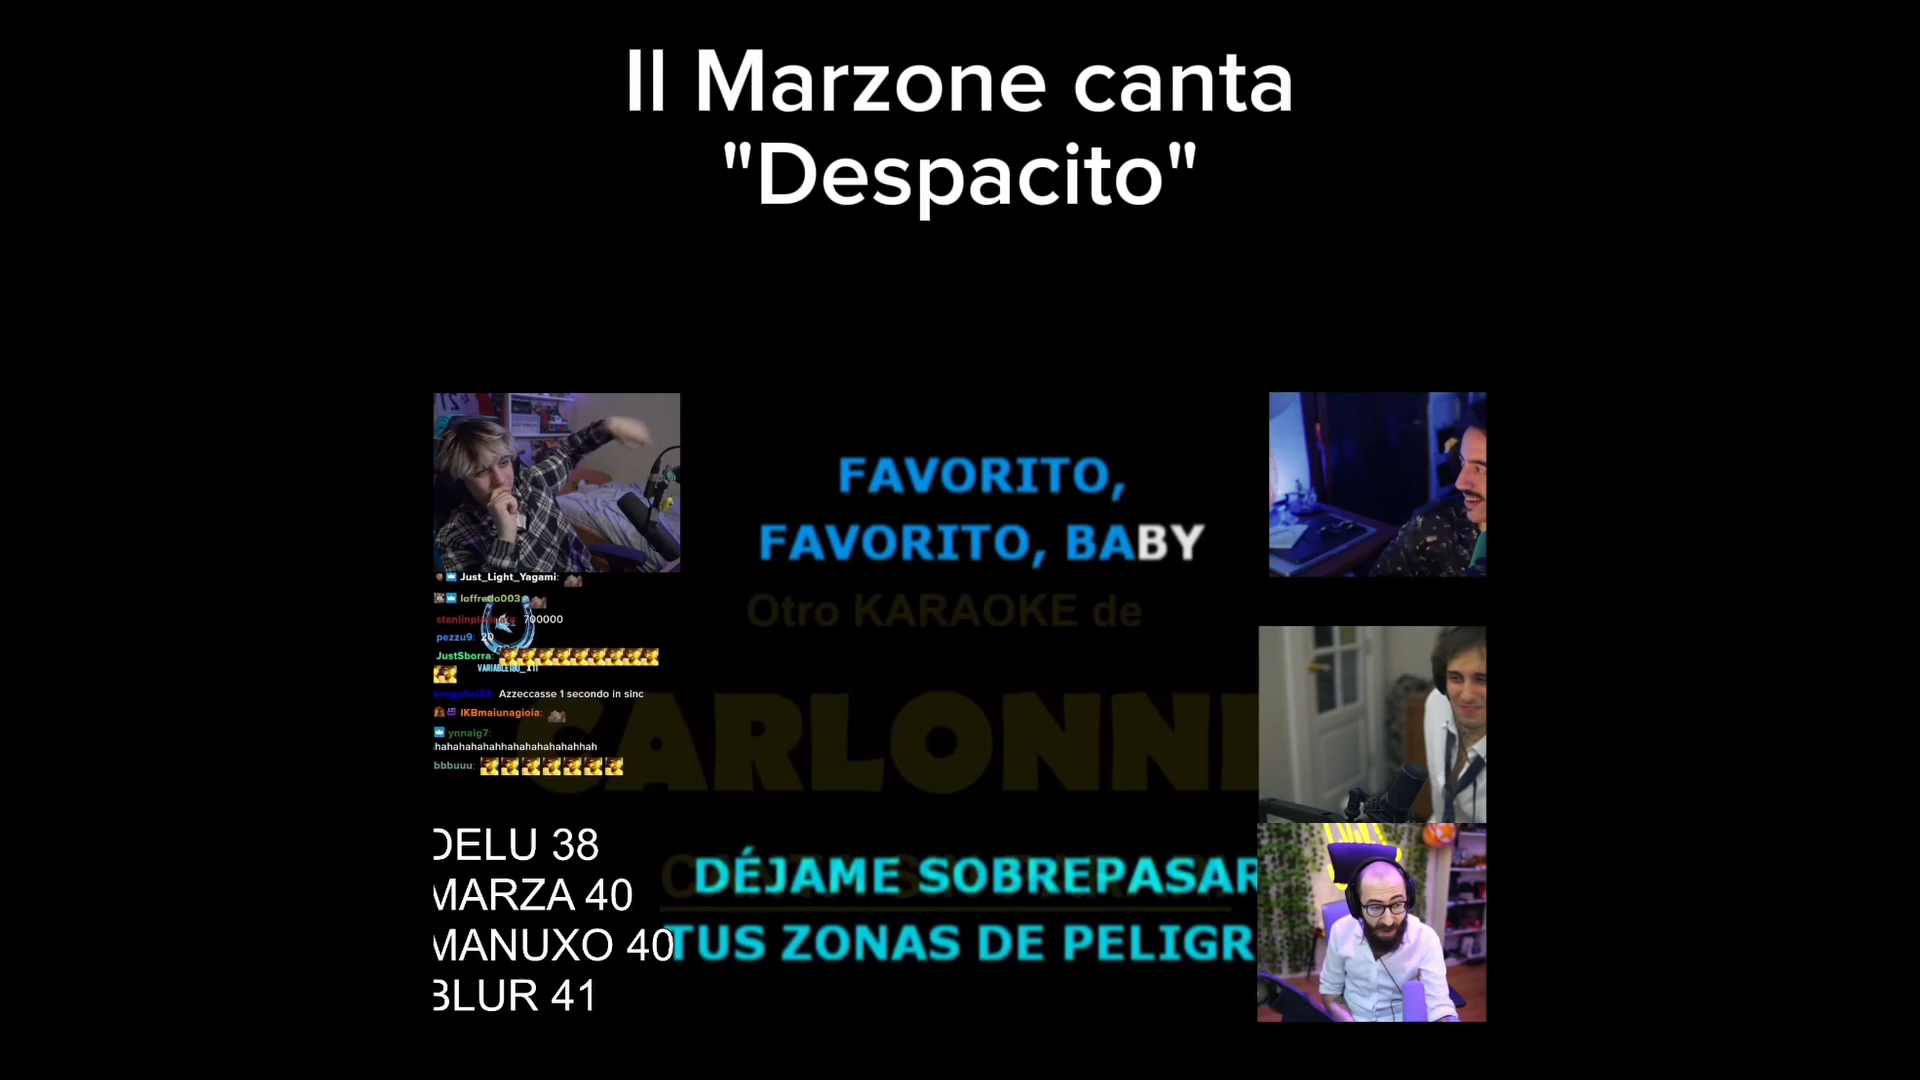 Il Marzone canta
"Despacito"
FAVORITO,
FAVORITO, BABY
Otro KARAOKE de
CARLONNE
DÉJAME SOBREPASAR
TUS ZONAS DE PELIGR
Just_Light_Yagami:
loffredo003:
700000
pezzu9: 20
JustSborra:
Azzeccasse 1 secondo in sinc
IKBmaiunagioia:
ynnaig7:
hahahahahahhahahahahahahhah
bbbuuu:
DELU 38
MARZA 40
MANUXO 40
BLUR 41